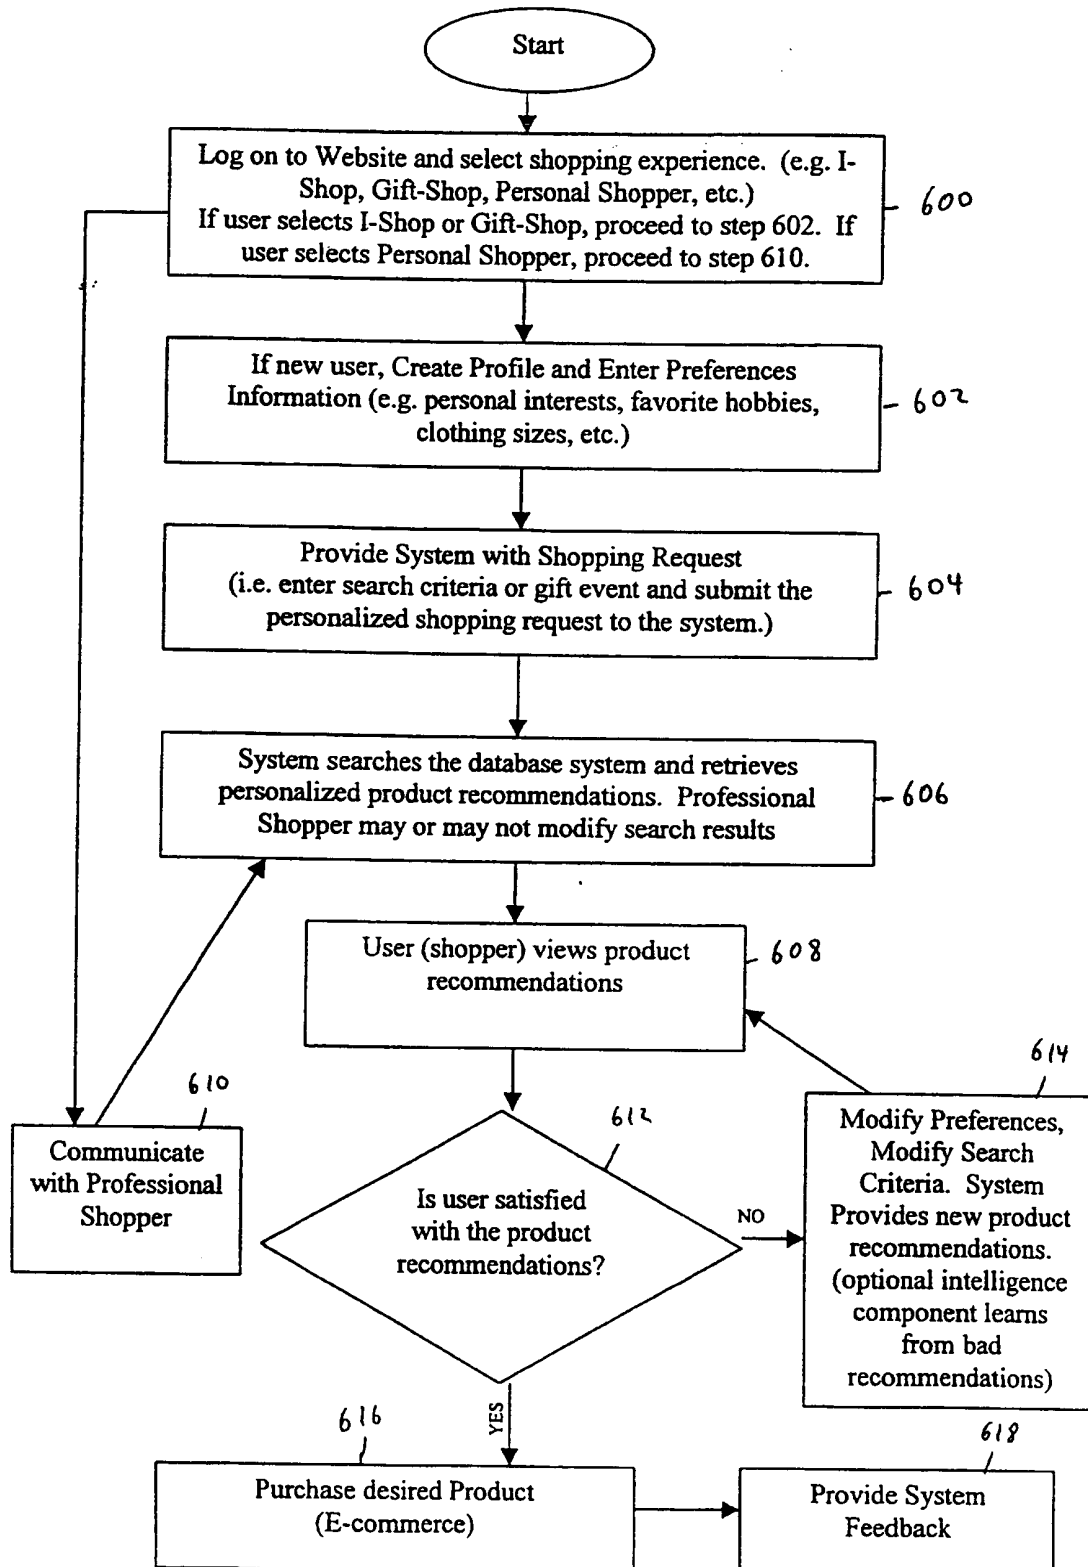 Start
Log on to Website and select shopping experience. (e.g. I-
Shop, Gift-Shop, Personal Shopper, etc.)
If user selects I-Shop or Gift-Shop, proceed to step 602. If
user selects Personal Shopper, proceed to step 610.
600
If new user, Create Profile and Enter Preferences
Information (e.g. personal interests, favorite hobbies,
clothing sizes, etc.)
602
Provide System with Shopping Request
(i.e. enter search criteria or gift event and submit the
personalized shopping request to the system.)
604
System searches the database system and retrieves
personalized product recommendations. Professional
Shopper may or may not modify search results
606
User (shopper) views product
recommendations
608
610
Communicate
with Professional
Shopper
612
Is user satisfied
with the product
recommendations?
NO
614
Modify Preferences,
Modify Search
Criteria. System
Provides new product
recommendations.
(optional intelligence
component learns
from bad
recommendations)
YES
616
Purchase desired Product
(E-commerce)
618
Provide System
Feedback